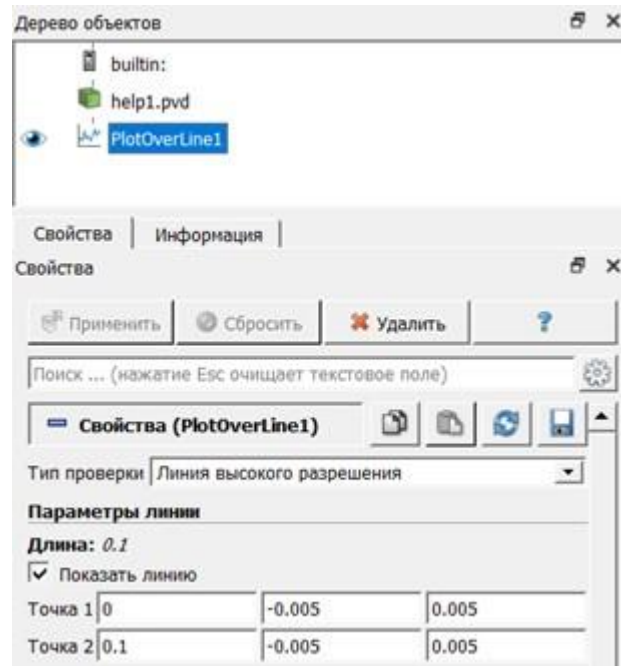 Дерево объектов
builtin:
help1.pvd
PlotOverLine1
Свойства Информация
Свойства
Применить Сбросить Удалить ?
Поиск ... (нажатие Esc очищает текстовое поле)
Свойства (PlotOverLine1)
Тип проверки Линия высокого разрешения
Параметры линии
Длина: 0.1
Показать линию
Точка 1 0 -0.005 0.005
Точка 2 0.1 -0.005 0.005